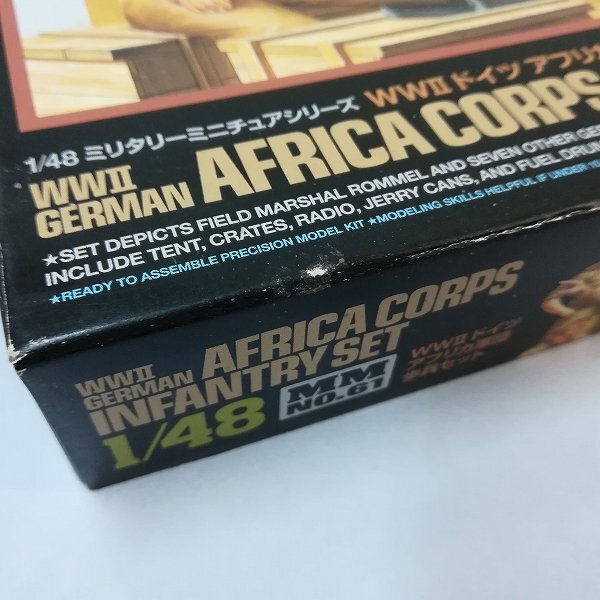 1/48 ミリタリーミニチュアシリーズ WWII ドイツ アフリカ
WWII
GERMAN AFRICA CORPS
★SET DEPICTS FIELD MARSHAL ROMMEL AND SEVEN OTHER GE
INCLUDE TENT, CRATES, RADIO, JERRY CANS, AND FUEL DRUM
★READY TO ASSEMBLE PRECISION MODEL KIT ★MODELING SKILLS HELPFUL IF UNDER 10
WWII
GERMAN AFRICA CORPS
INFANTRY SET
1/48 MM
NO.61
WWII ドイツ
アフリカ軍団
歩兵セット